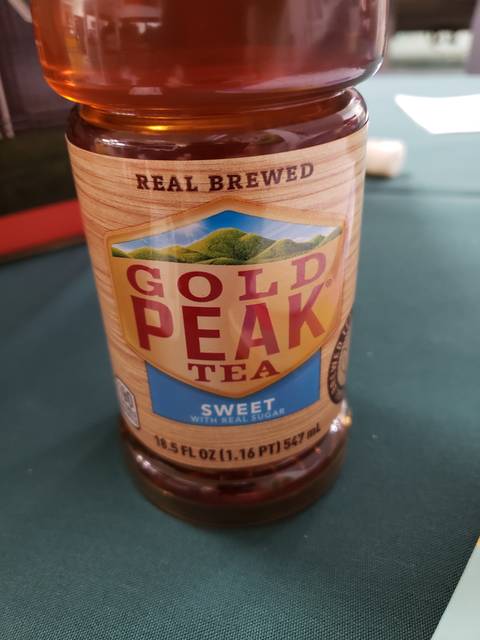 REAL BREWED
GOLD
PEAK®
TEA
SWEET
WITH REAL SUGAR
18.5 FL OZ (1.16 PT) 547 mL